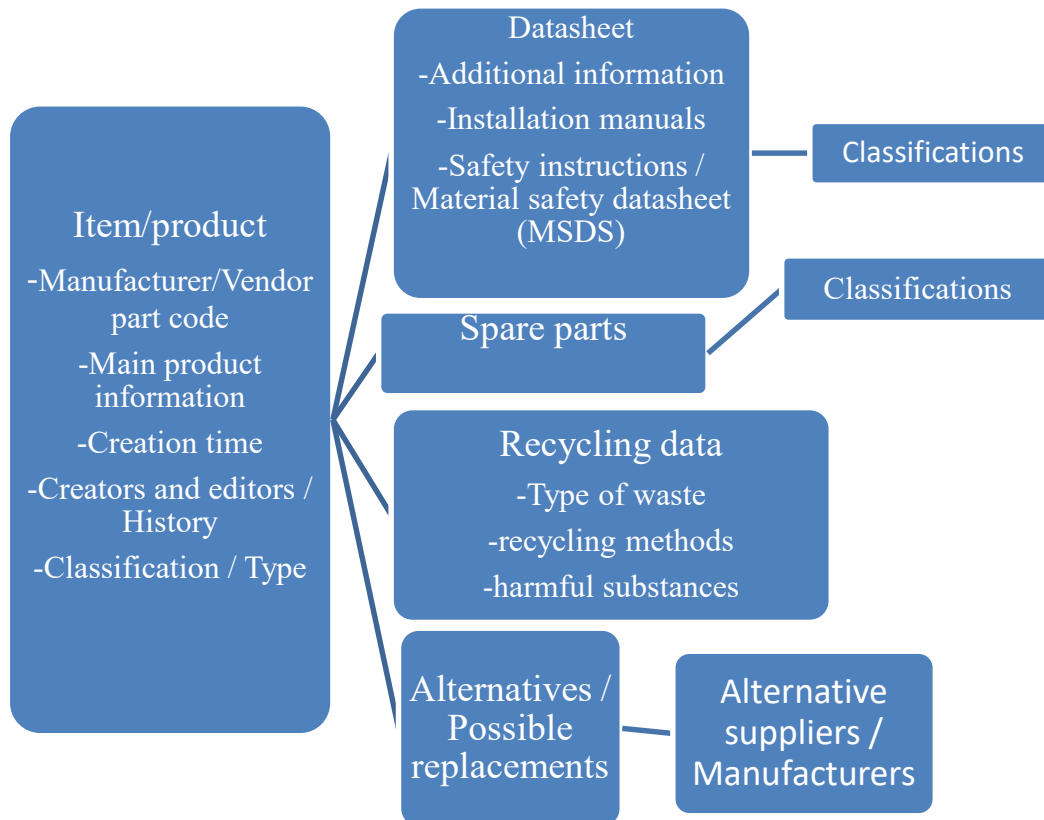 Item/product
-Manufacturer/Vendor
part code
-Main product
information
-Creation time
-Creators and editors /
History
-Classification / Type
Datasheet
-Additional information
-Installation manuals
-Safety instructions /
Material safety datasheet
(MSDS)
Classifications
Spare parts
Classifications
Recycling data
-Type of waste
-recycling methods
-harmful substances
Alternatives /
Possible
replacements
Alternative
suppliers /
Manufacturers